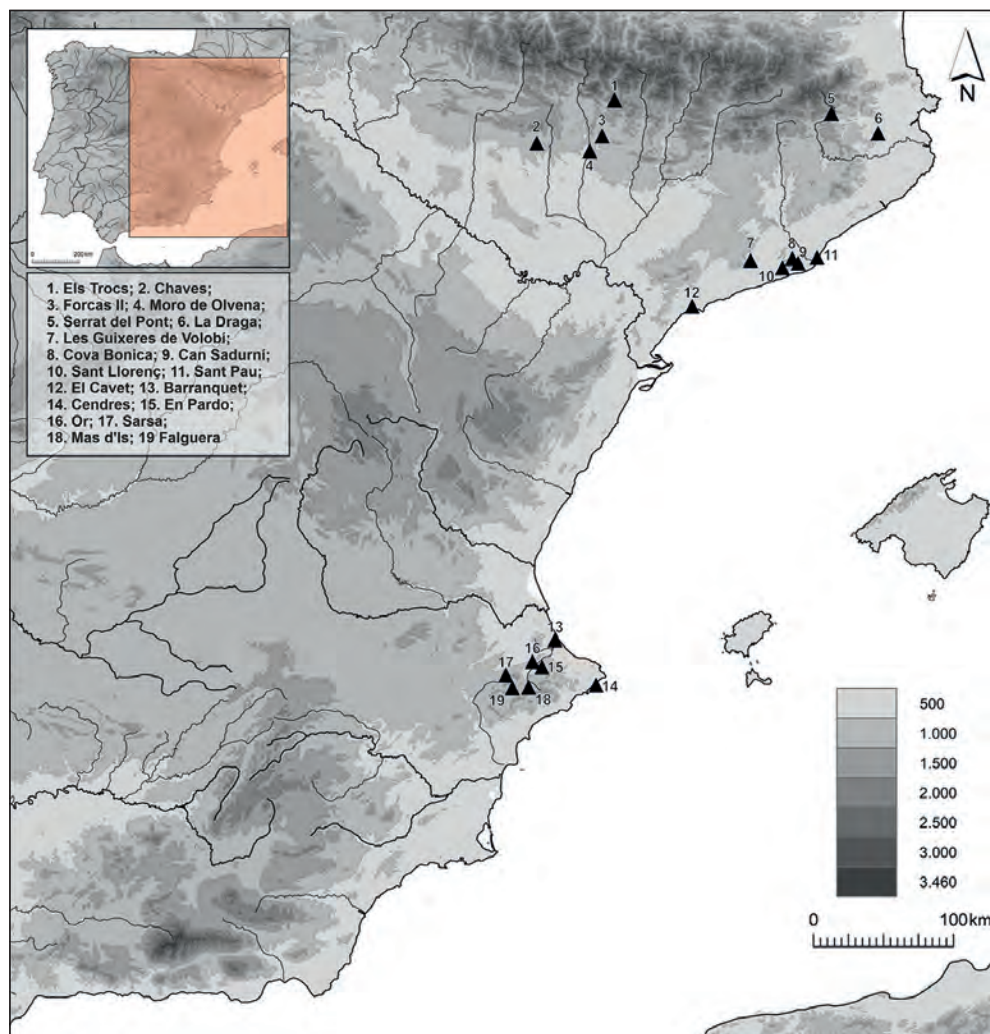 N
0 200km
1. Els Trocs; 2. Chaves;
3. Forcas II; 4. Moro de Olvena;
5. Serrat del Pont; 6. La Draga;
7. Les Guixeres de Volobí;
8. Cova Bonica; 9. Can Sadurní;
10. Sant Llorenç; 11. Sant Pau;
12. El Cavet; 13. Barranquet;
14. Cendres; 15. En Pardo;
16. Or; 17. Sarsa;
18. Mas d'Is; 19 Falguera
1
2
3
4
5
6
7
8
9
10
11
12
13
16
15
17
14
19
18
500
1.000
1.500
2.000
2.500
3.000
3.460
0 100km